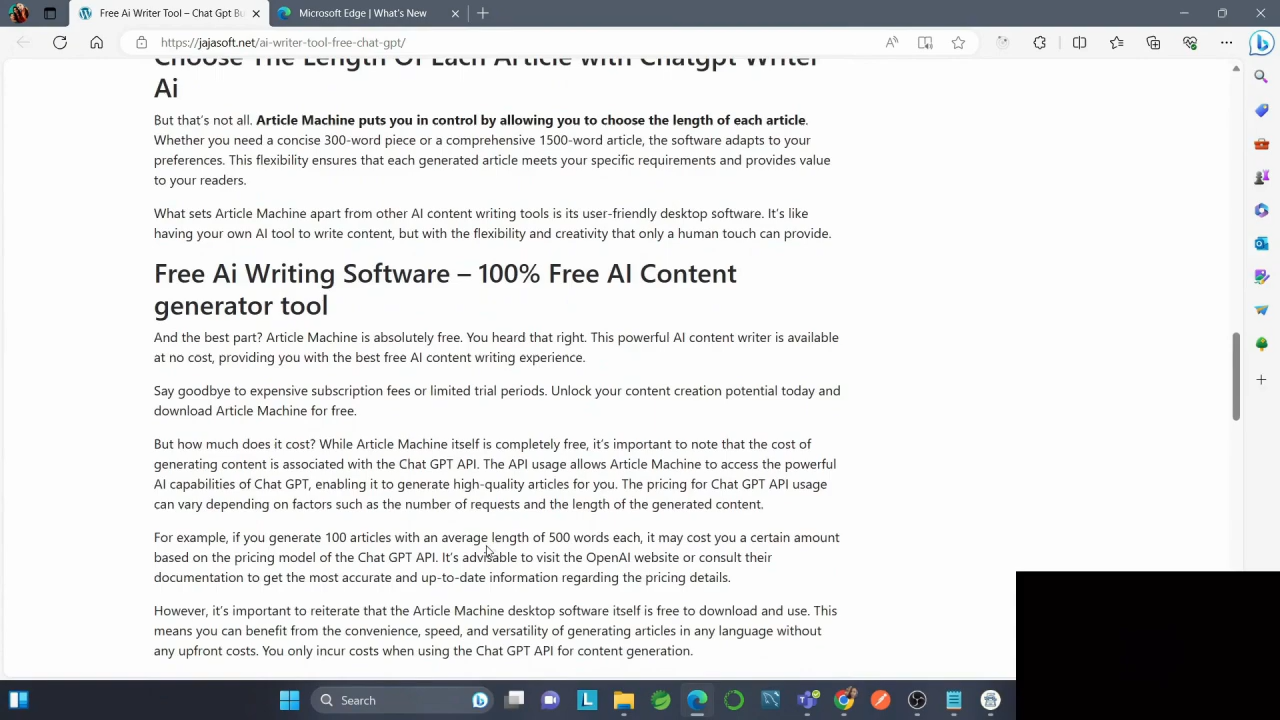 Free Ai Writer Tool – Chat Gpt Bu
Microsoft Edge | What's New
https://jajasoft.net/ai-writer-tool-free-chat-gpt/
Choose The Length Of Each Article with Chatgpt Writer
Ai
But that's not all. Article Machine puts you in control by allowing you to choose the length of each article.
Whether you need a concise 300-word piece or a comprehensive 1500-word article, the software adapts to your
preferences. This flexibility ensures that each generated article meets your specific requirements and provides value
to your readers.
What sets Article Machine apart from other AI content writing tools is its user-friendly desktop software. It's like
having your own AI tool to write content, but with the flexibility and creativity that only a human touch can provide.
Free Ai Writing Software – 100% Free AI Content
generator tool
And the best part? Article Machine is absolutely free. You heard that right. This powerful AI content writer is available
at no cost, providing you with the best free AI content writing experience.
Say goodbye to expensive subscription fees or limited trial periods. Unlock your content creation potential today and
download Article Machine for free.
But how much does it cost? While Article Machine itself is completely free, it's important to note that the cost of
generating content is associated with the Chat GPT API. The API usage allows Article Machine to access the powerful
AI capabilities of Chat GPT, enabling it to generate high-quality articles for you. The pricing for Chat GPT API usage
can vary depending on factors such as the number of requests and the length of the generated content.
For example, if you generate 100 articles with an average length of 500 words each, it may cost you a certain amount
based on the pricing model of the Chat GPT API. It's advisable to visit the OpenAI website or consult their
documentation to get the most accurate and up-to-date information regarding the pricing details.
However, it's important to reiterate that the Article Machine desktop software itself is free to download and use. This
means you can benefit from the convenience, speed, and versatility of generating articles in any language without
any upfront costs. You only incur costs when using the Chat GPT API for content generation.
Search